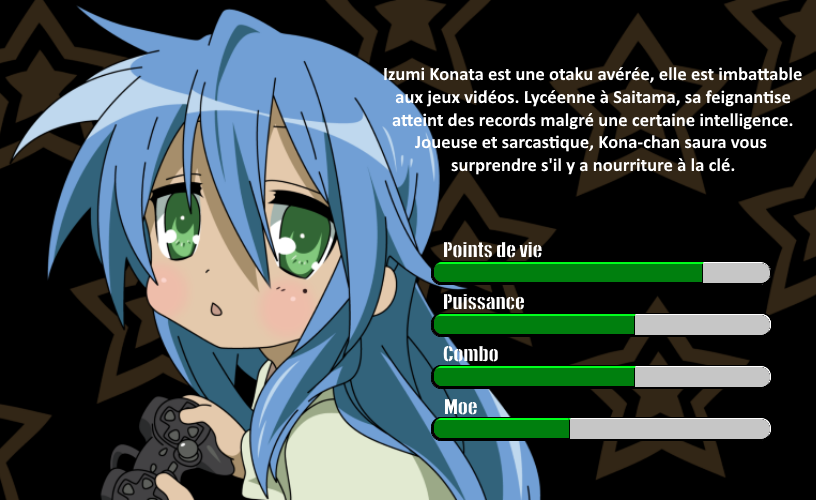 Izumi Konata est une otaku avérée, elle est imbattable
aux jeux vidéos. Lycéenne à Saitama, sa feignantise
atteint des records malgré une certaine intelligence.
Joueuse et sarcastique, Kona-chan saura vous
surprendre s'il y a nourriture à la clé.
Points de vie
Puissance
Combo
Moe